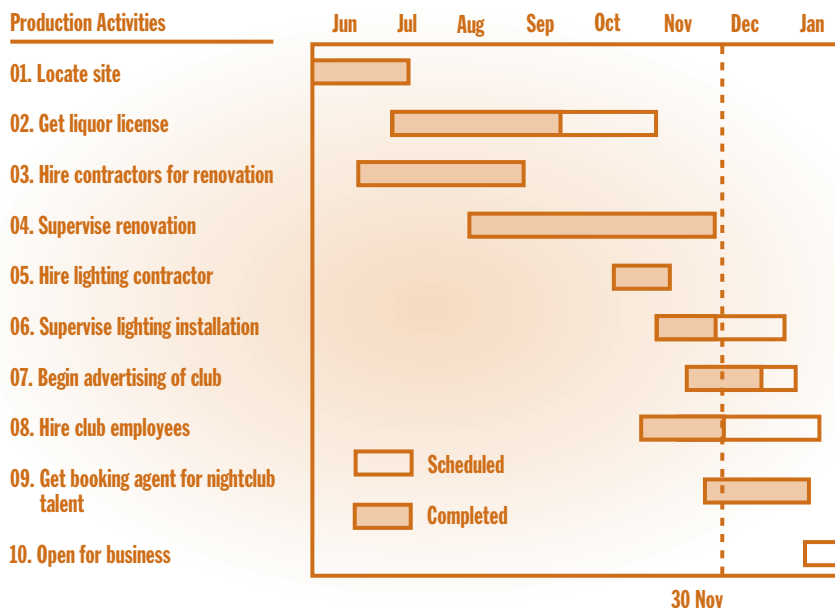 Production Activities Jun Jul Aug Sep Oct Nov Dec Jan
01. Locate site
02. Get liquor license
03. Hire contractors for renovation
04. Supervise renovation
05. Hire lighting contractor
06. Supervise lighting installation
07. Begin advertising of club
08. Hire club employees
09. Get booking agent for nightclub
talent
Scheduled
Completed
10. Open for business
30 Nov